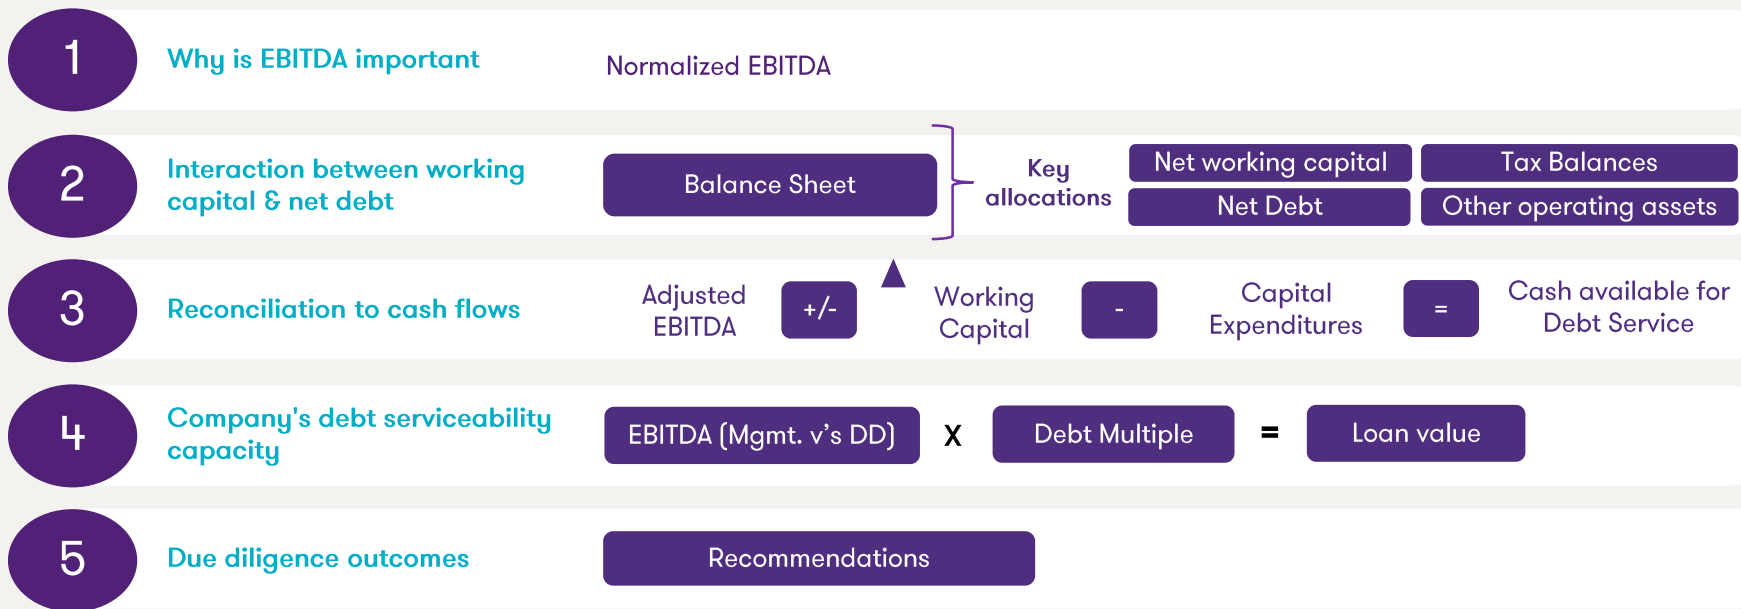 1
Why is EBITDA important
Normalized EBITDA
2
Interaction between working
capital & net debt
Balance Sheet
Key
allocations
Net working capital
Tax Balances
Net Debt
Other operating assets
3
Reconciliation to cash flows
Adjusted
EBITDA
+/-
Working
Capital
-
Capital
Expenditures
=
Cash available for
Debt Service
4
Company's debt serviceability
capacity
EBITDA (Mgmt. v’s DD)
X
Debt Multiple
=
Loan value
5
Due diligence outcomes
Recommendations